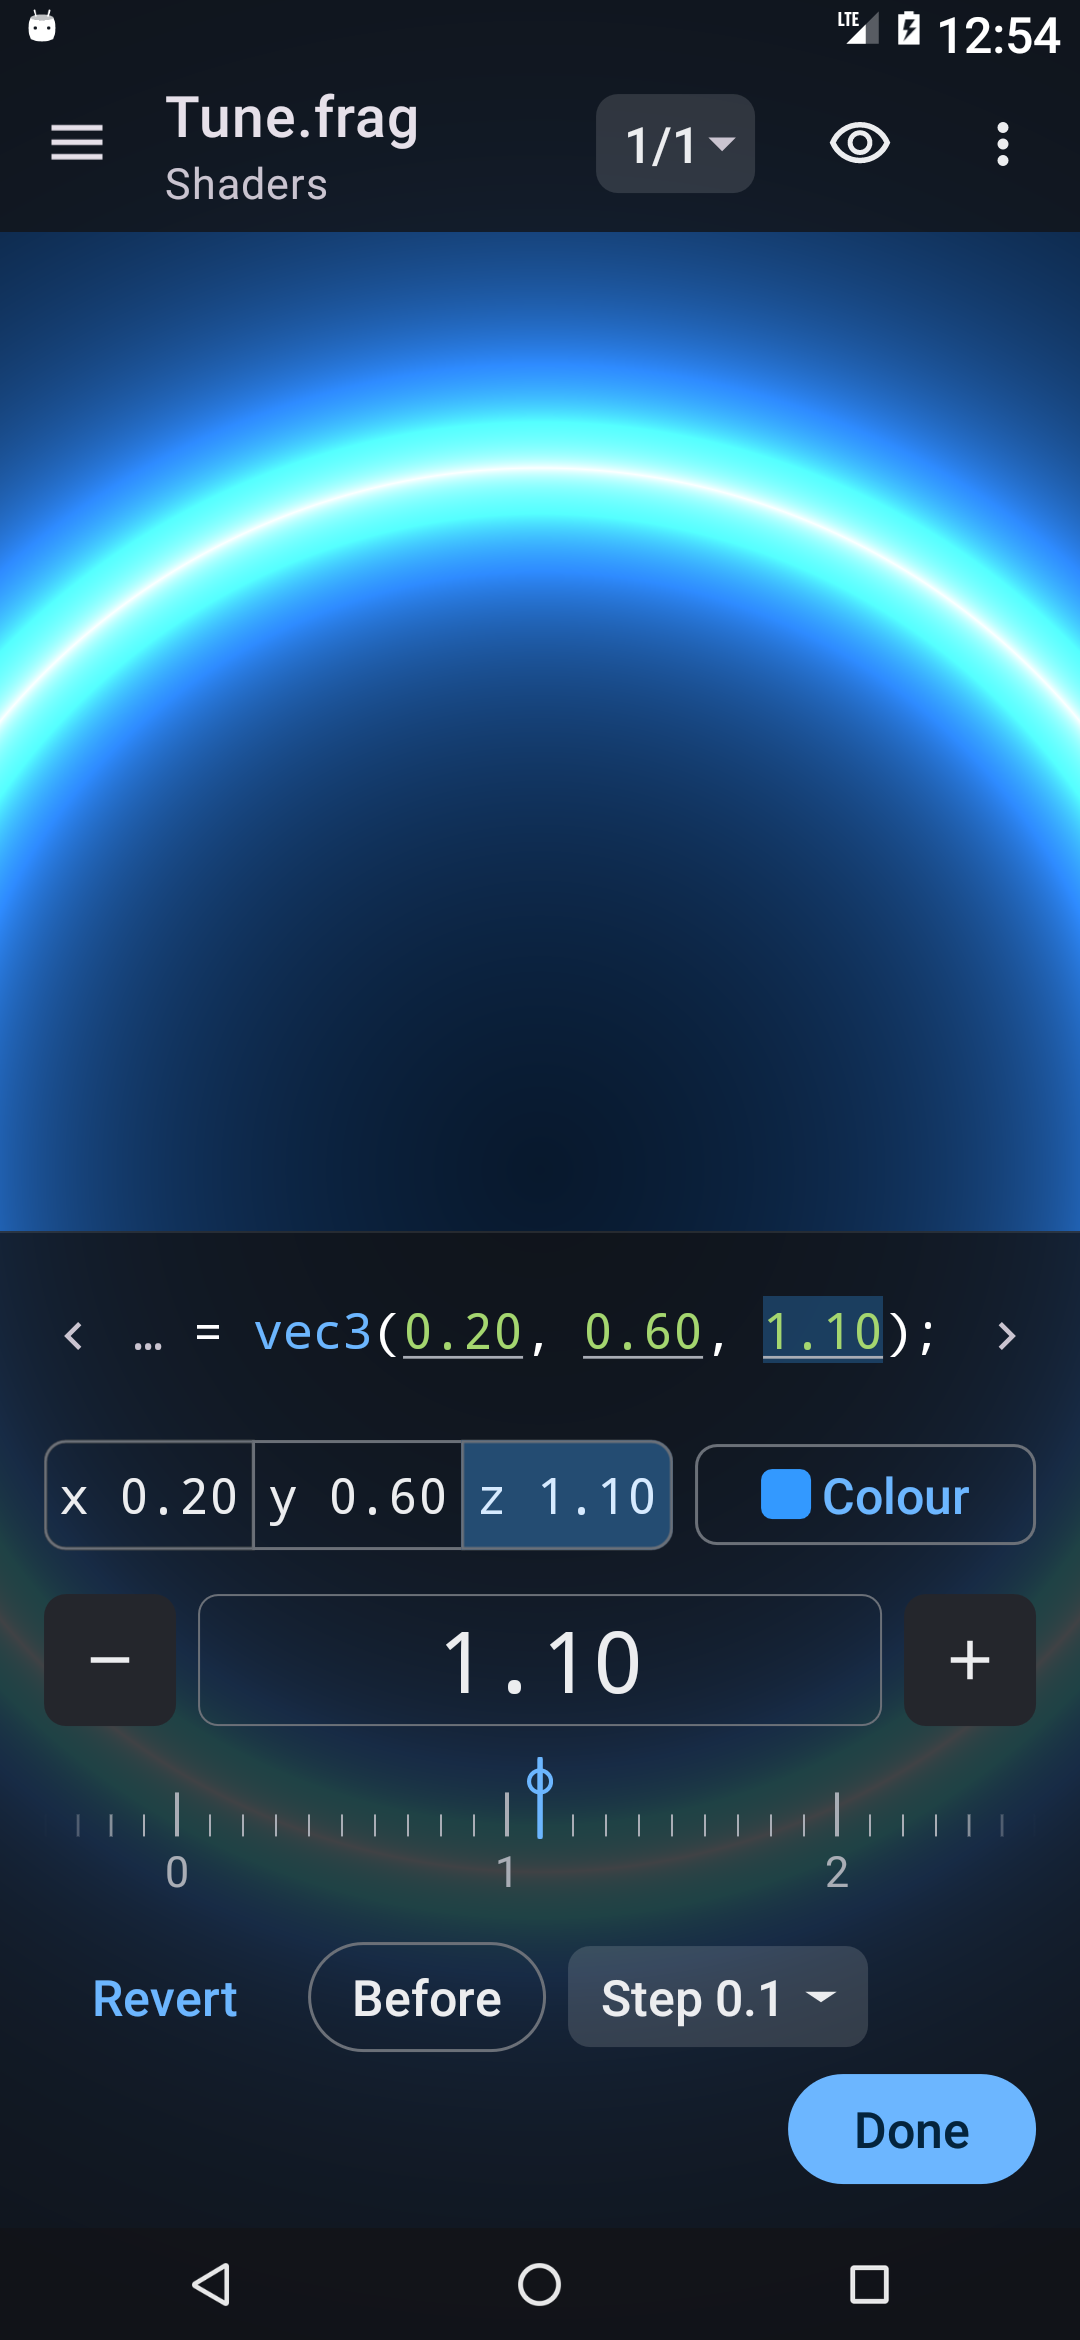 LTE 12:54
Tune.frag
Shaders
1/1
… = vec3(0.20, 0.60, 1.10);
x 0.20 y 0.60 z 1.10 Colour
1.10
0 1 2
Revert Before Step 0.1
Done